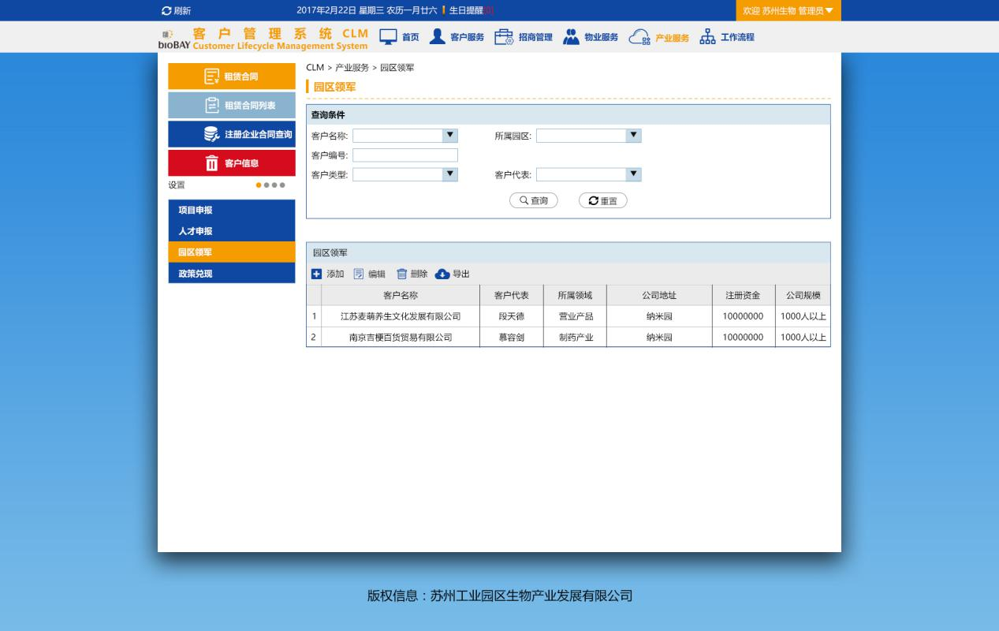 刷新
2017年2月22日 星期三 农历一月廿六
生日提醒[0]
欢迎 苏州生物 管理员
bioBAY
客户管理系统 CLM
Customer Lifecycle Management System
首页
客户服务
招商管理
物业服务
产业服务
工作流程
租赁合同
租赁合同列表
注册企业合同查询
客户信息
设置
项目申报
人才申报
园区领军
政策兑现
CLM > 产业服务 > 园区领军
园区领军
查询条件
客户名称: 所属园区:
客户编号:
客户类型: 客户代表:
查询 重置
园区领军
添加 编辑 删除 导出
客户名称 客户代表 所属领域 公司地址 注册资金 公司规模
1 江苏麦萌养生文化发展有限公司 段天德 营业产品 纳米园 10000000 1000人以上
2 南京吉梗百货贸易有限公司 慕容剑 制药产业 纳米园 10000000 1000人以上
版权信息：苏州工业园区生物产业发展有限公司